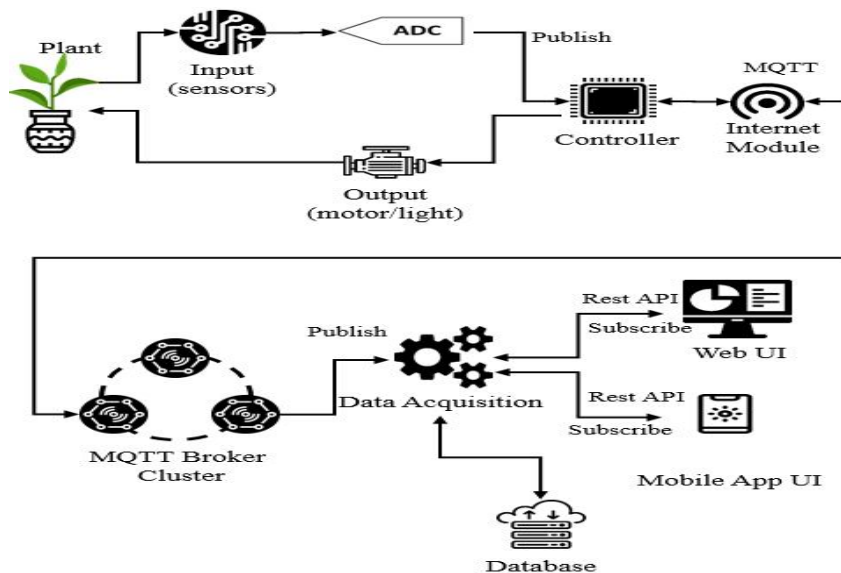 Plant
Input
(sensors)
ADC
Publish
Controller
MQTT
Internet
Module
Output
(motor/light)
MQTT Broker
Cluster
Publish
Data Acquisition
Rest API
Subscribe
Web UI
Rest API
Subscribe
Mobile App UI
Database